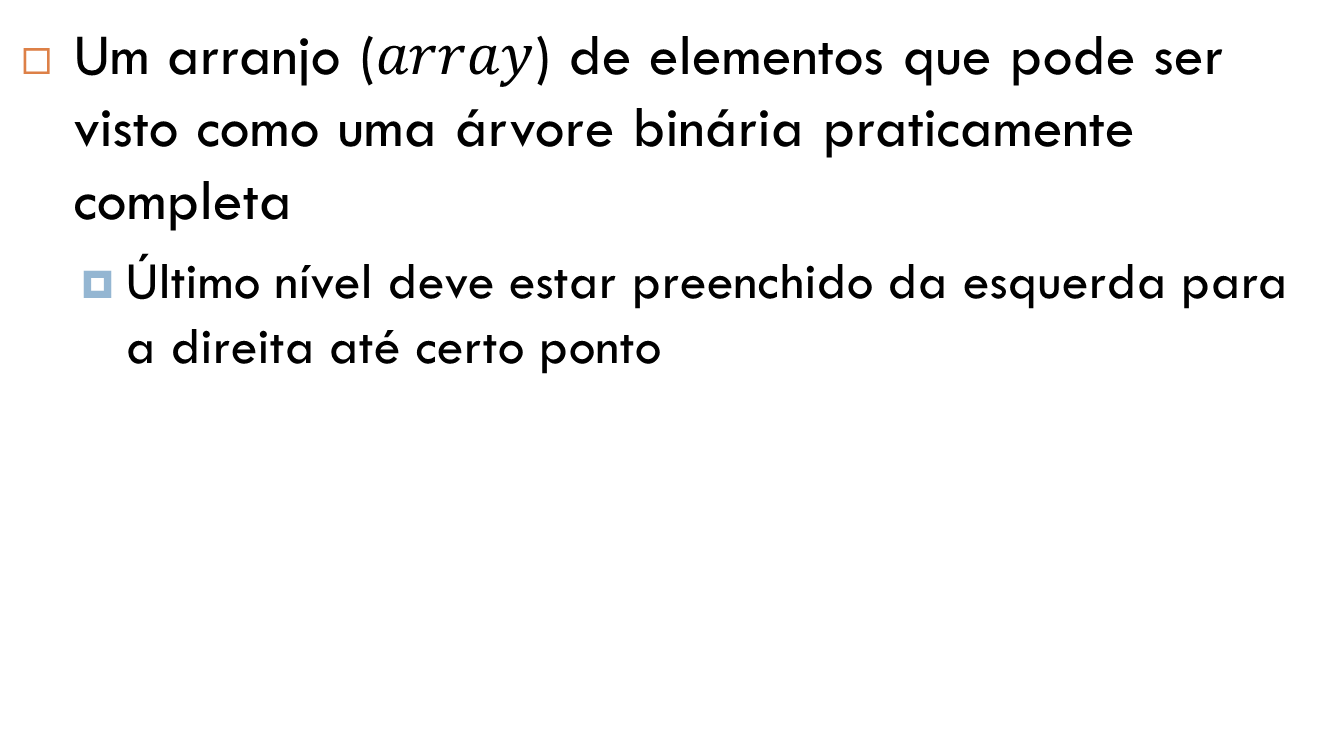 Um arranjo (array) de elementos que pode ser
visto como uma árvore binária praticamente
completa
Último nível deve estar preenchido da esquerda para
a direita até certo ponto